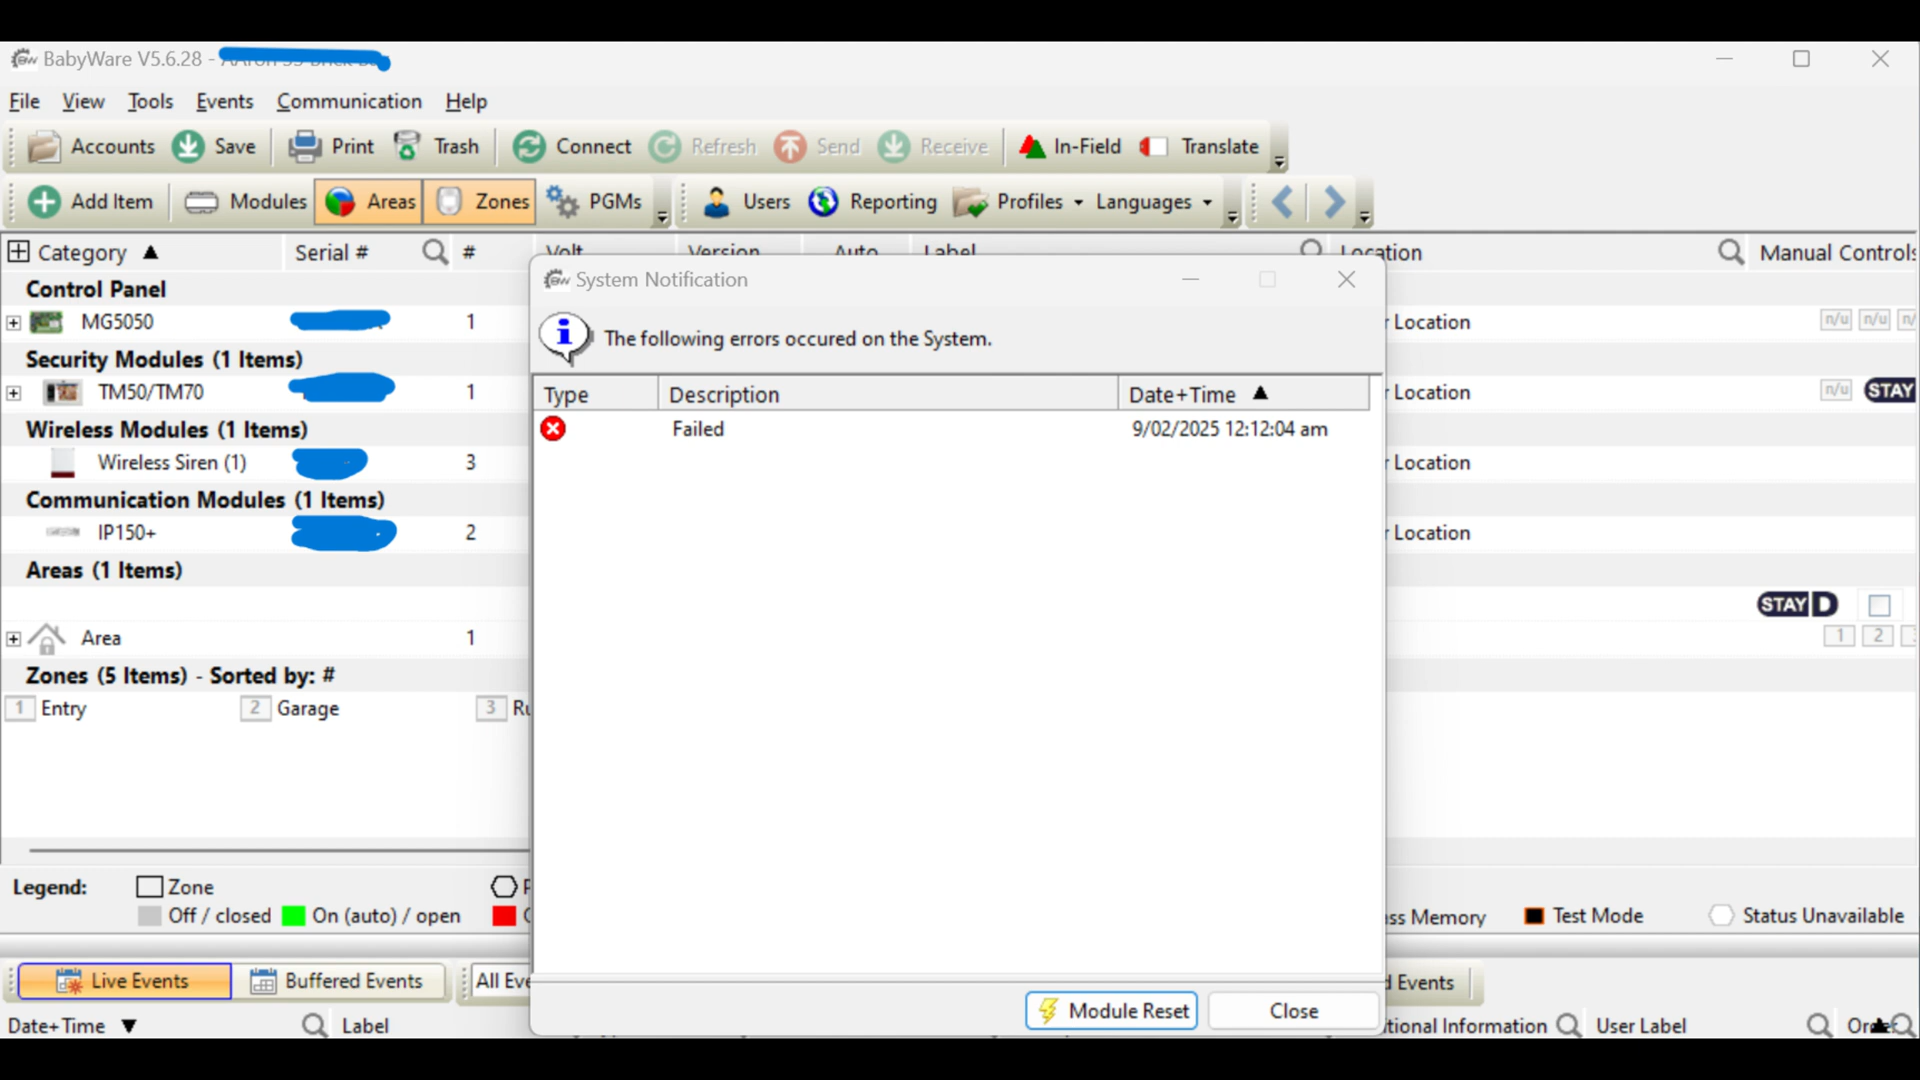 BabyWare V5.6.28 -
File View Tools Events Communication Help
Accounts Save Print Trash Connect Refresh Send Receive In-Field Translate
Add Item Modules Areas Zones PGMs Users Reporting Profiles Languages
Category Serial # # Volt Version Auto Label Location Manual Controls
System Notification
Control Panel
MG5050 1 Location n/u n/u n/
The following errors occured on the System.
Security Modules (1 Items)
TM50/TM70 1 Location n/u STAY
Type Description Date+Time
Wireless Modules (1 Items)
Failed 9/02/2025 12:12:04 am
Wireless Siren (1) 3 Location
Communication Modules (1 Items)
IP150+ 2 Location
Areas (1 Items)
STAY D
Area 1 1 2
Zones (5 Items) - Sorted by: #
1 Entry 2 Garage 3
Legend: Zone
Off / closed On (auto) / open Memory Test Mode Status Unavailable
Live Events Buffered Events All Events
Module Reset Close
Date+Time Label Information User Label